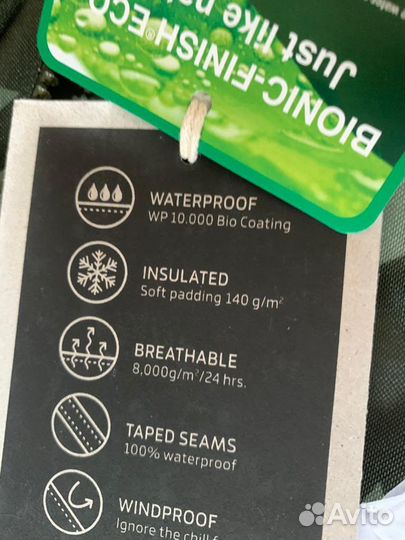 BIONIC-FINISH® ECO
Just like
WATERPROOF
WP 10.000 Bio Coating
INSULATED
Soft padding 140 g/m²
BREATHABLE
8,000g/m²/24 hrs.
TAPED SEAMS
100% waterproof
WINDPROOF
Ignore the chill
Avito